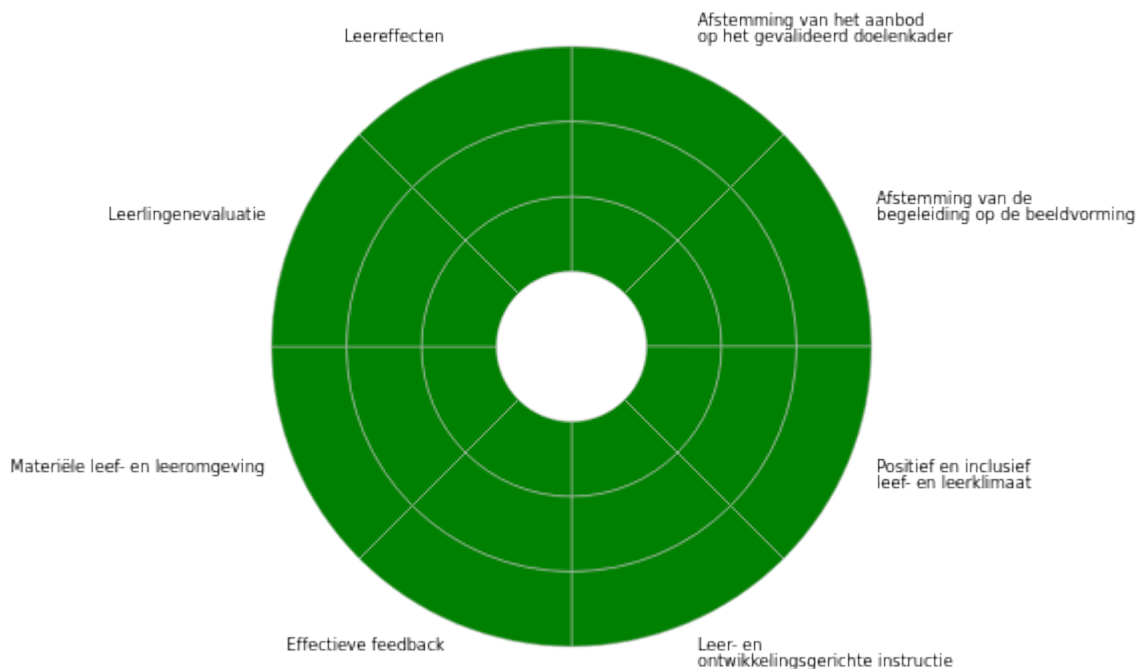 Leereffecten
Afstemming van het aanbod
op het gevalideerd doelenkader
Leerlingenevaluatie
Afstemming van de
begeleiding op de beeldvorming
Materiële leef- en leeromgeving
Positief en inclusief
leef- en leerklimaat
Effectieve feedback
Leer- en
ontwikkelingsgerichte instructie